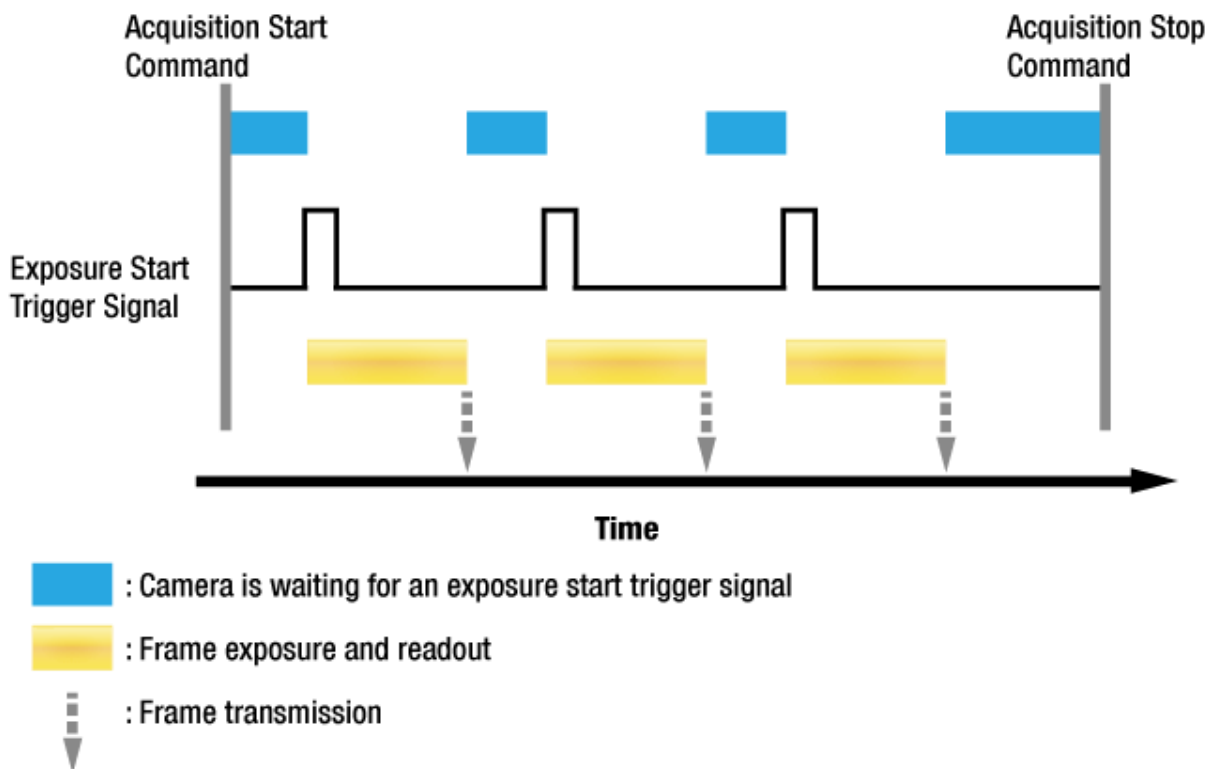 Acquisition Start
Command
Acquisition Stop
Command
Exposure Start
Trigger Signal
Time
: Camera is waiting for an exposure start trigger signal
: Frame exposure and readout
: Frame transmission